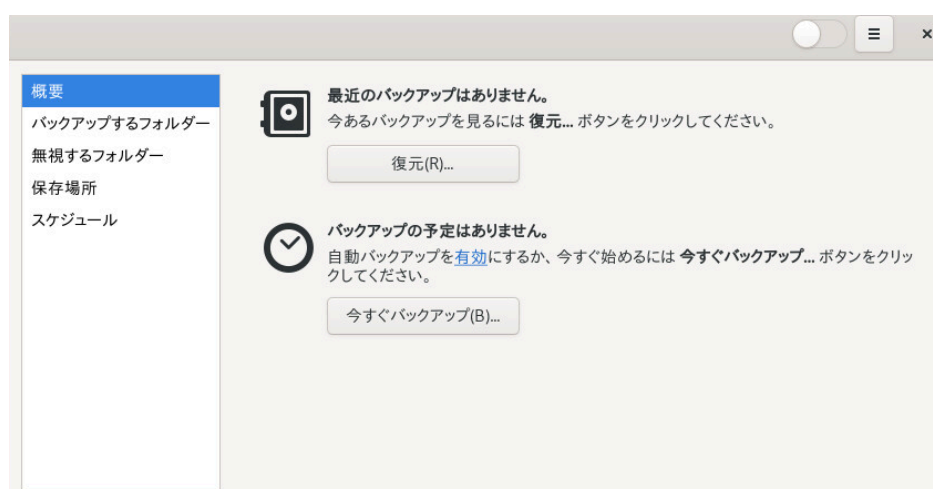 概要
バックアップするフォルダー
無視するフォルダー
保存場所
スケジュール
最近のバックアップはありません。
今あるバックアップを見るには 復元... ボタンをクリックしてください。
復元(R)...
バックアップの予定はありません。
自動バックアップを有効にするか、今すぐ始めるには 今すぐバックアップ... ボタンをクリッ
クしてください。
今すぐバックアップ(B)...